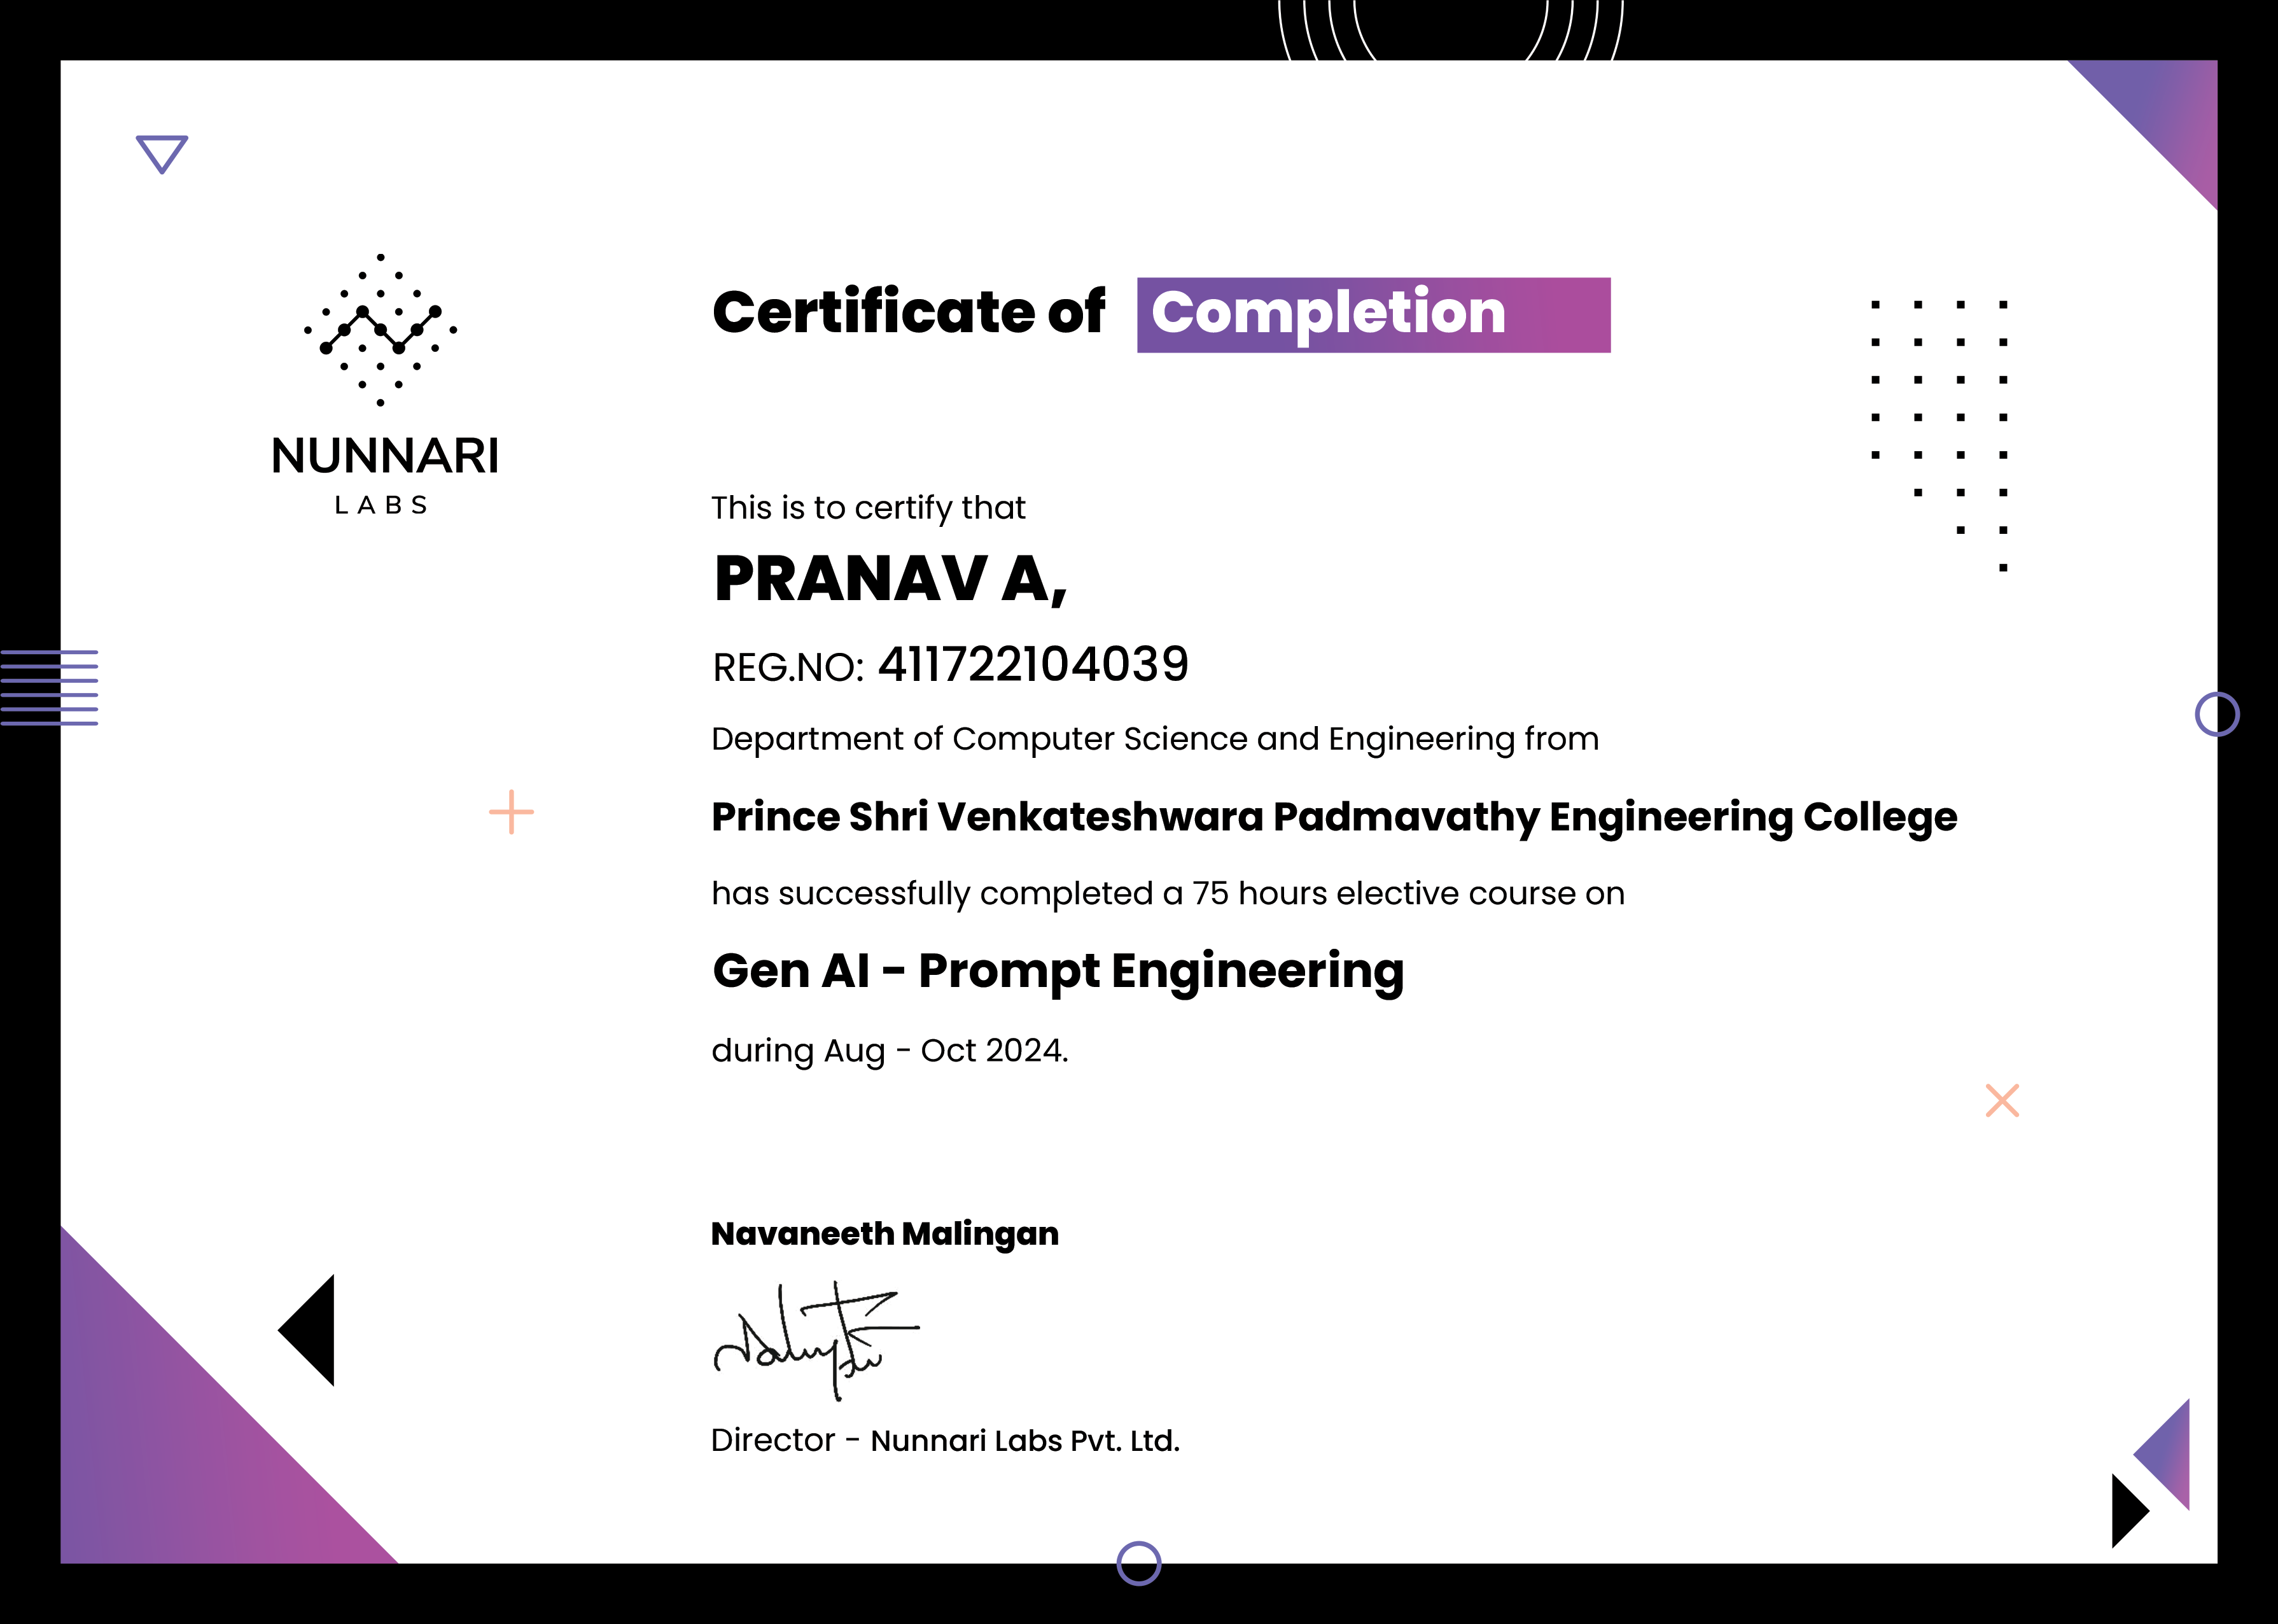 NUNNARI
LABS
Certificate of Completion
This is to certify that
PRANAV A,
REG.NO: 411722104039
Department of Computer Science and Engineering from
Prince Shri Venkateshwara Padmavathy Engineering College
has successfully completed a 75 hours elective course on
Gen AI - Prompt Engineering
during Aug - Oct 2024.
Navaneeth Malingan
Director - Nunnari Labs Pvt. Ltd.